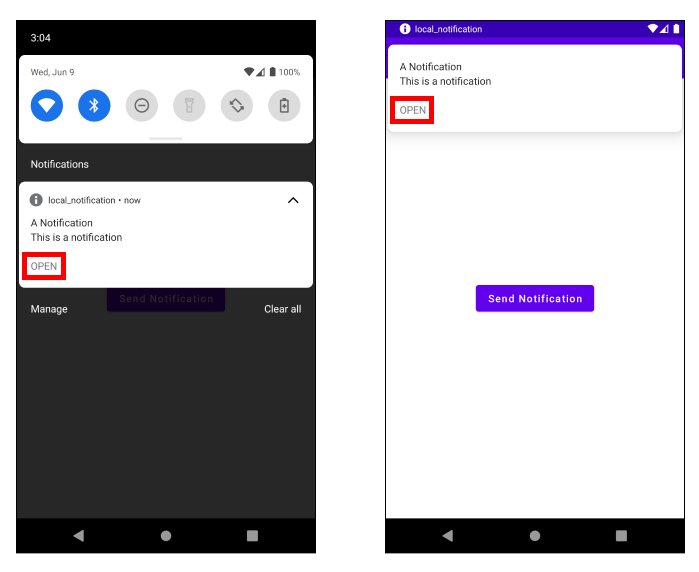 3:04
Wed, Jun 9
100%
Notifications
local_notification • now
A Notification
This is a notification
OPEN
Send Notification
Manage
Clear all
local_notification
A Notification
This is a notification
OPEN
Send Notification